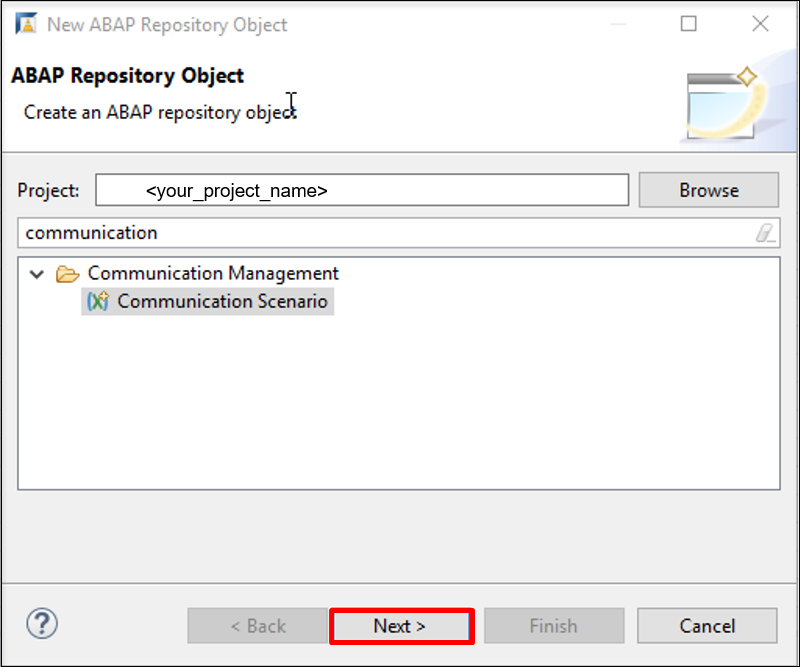 New ABAP Repository Object
ABAP Repository Object
Create an ABAP repository object
Project: <your_project_name> Browse
communication
Communication Management
Communication Scenario
? < Back Next > Finish Cancel